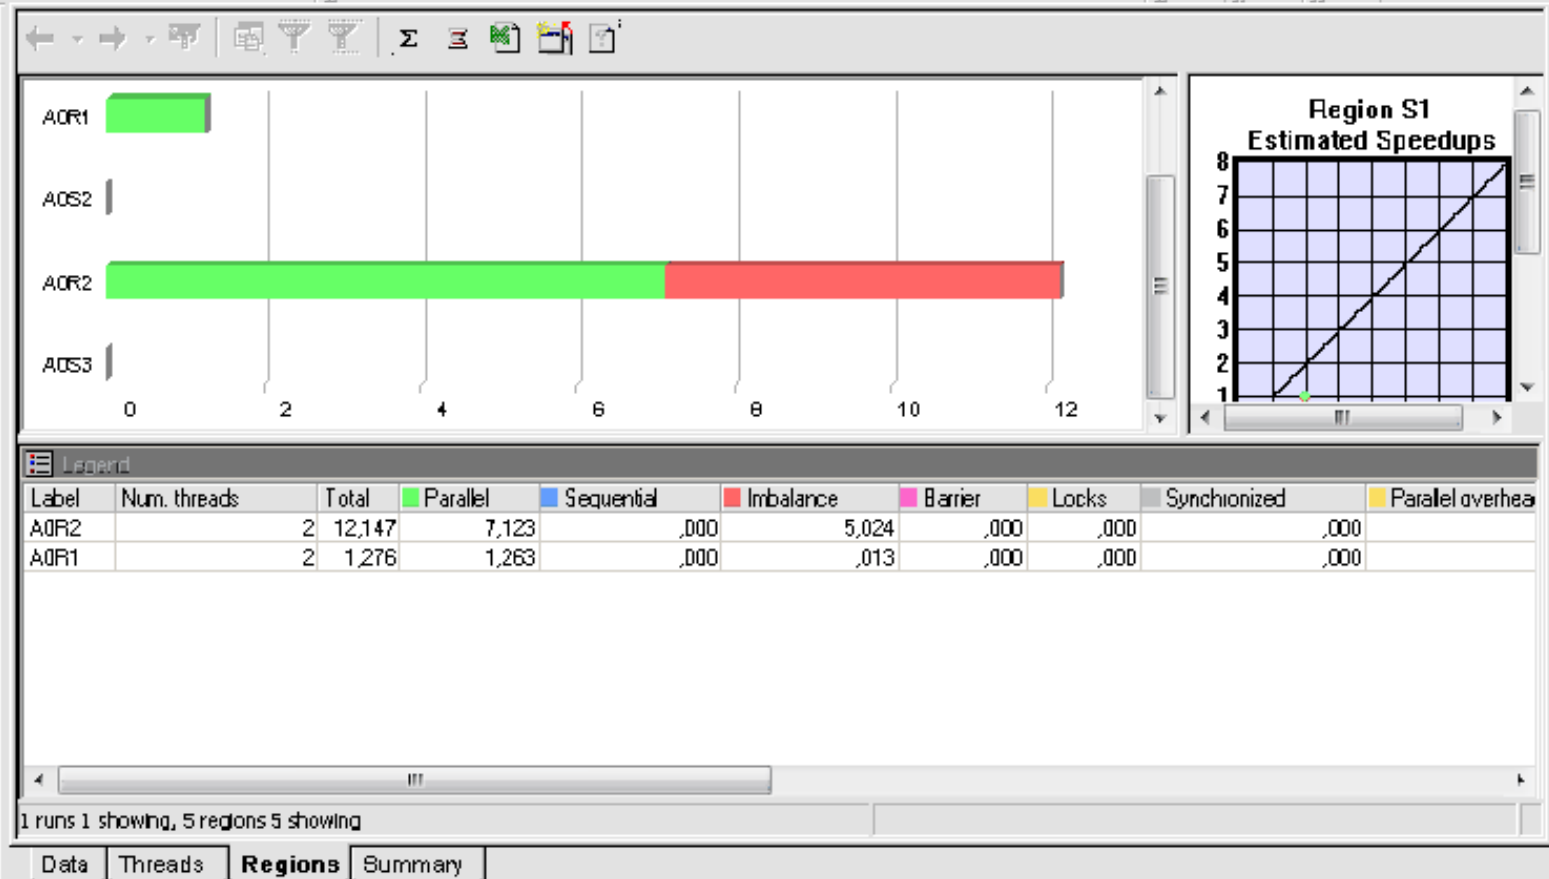 A0R1
A0S2
A0R2
A0S3
0 2 4 6 8 10 12
Region S1
Estimated Speedups
8
7
6
5
4
3
2
1
Legend
Label Num. threads Total Parallel Sequential Imbalance Barrier Locks Synchronized Parallel overhea
A0R2 2 12,147 7,123 ,000 5,024 ,000 ,000 ,000
A0R1 2 1,276 1,263 ,000 ,013 ,000 ,000 ,000
1 runs 1 showing, 5 regions 5 showing
Data Threads Regions Summary